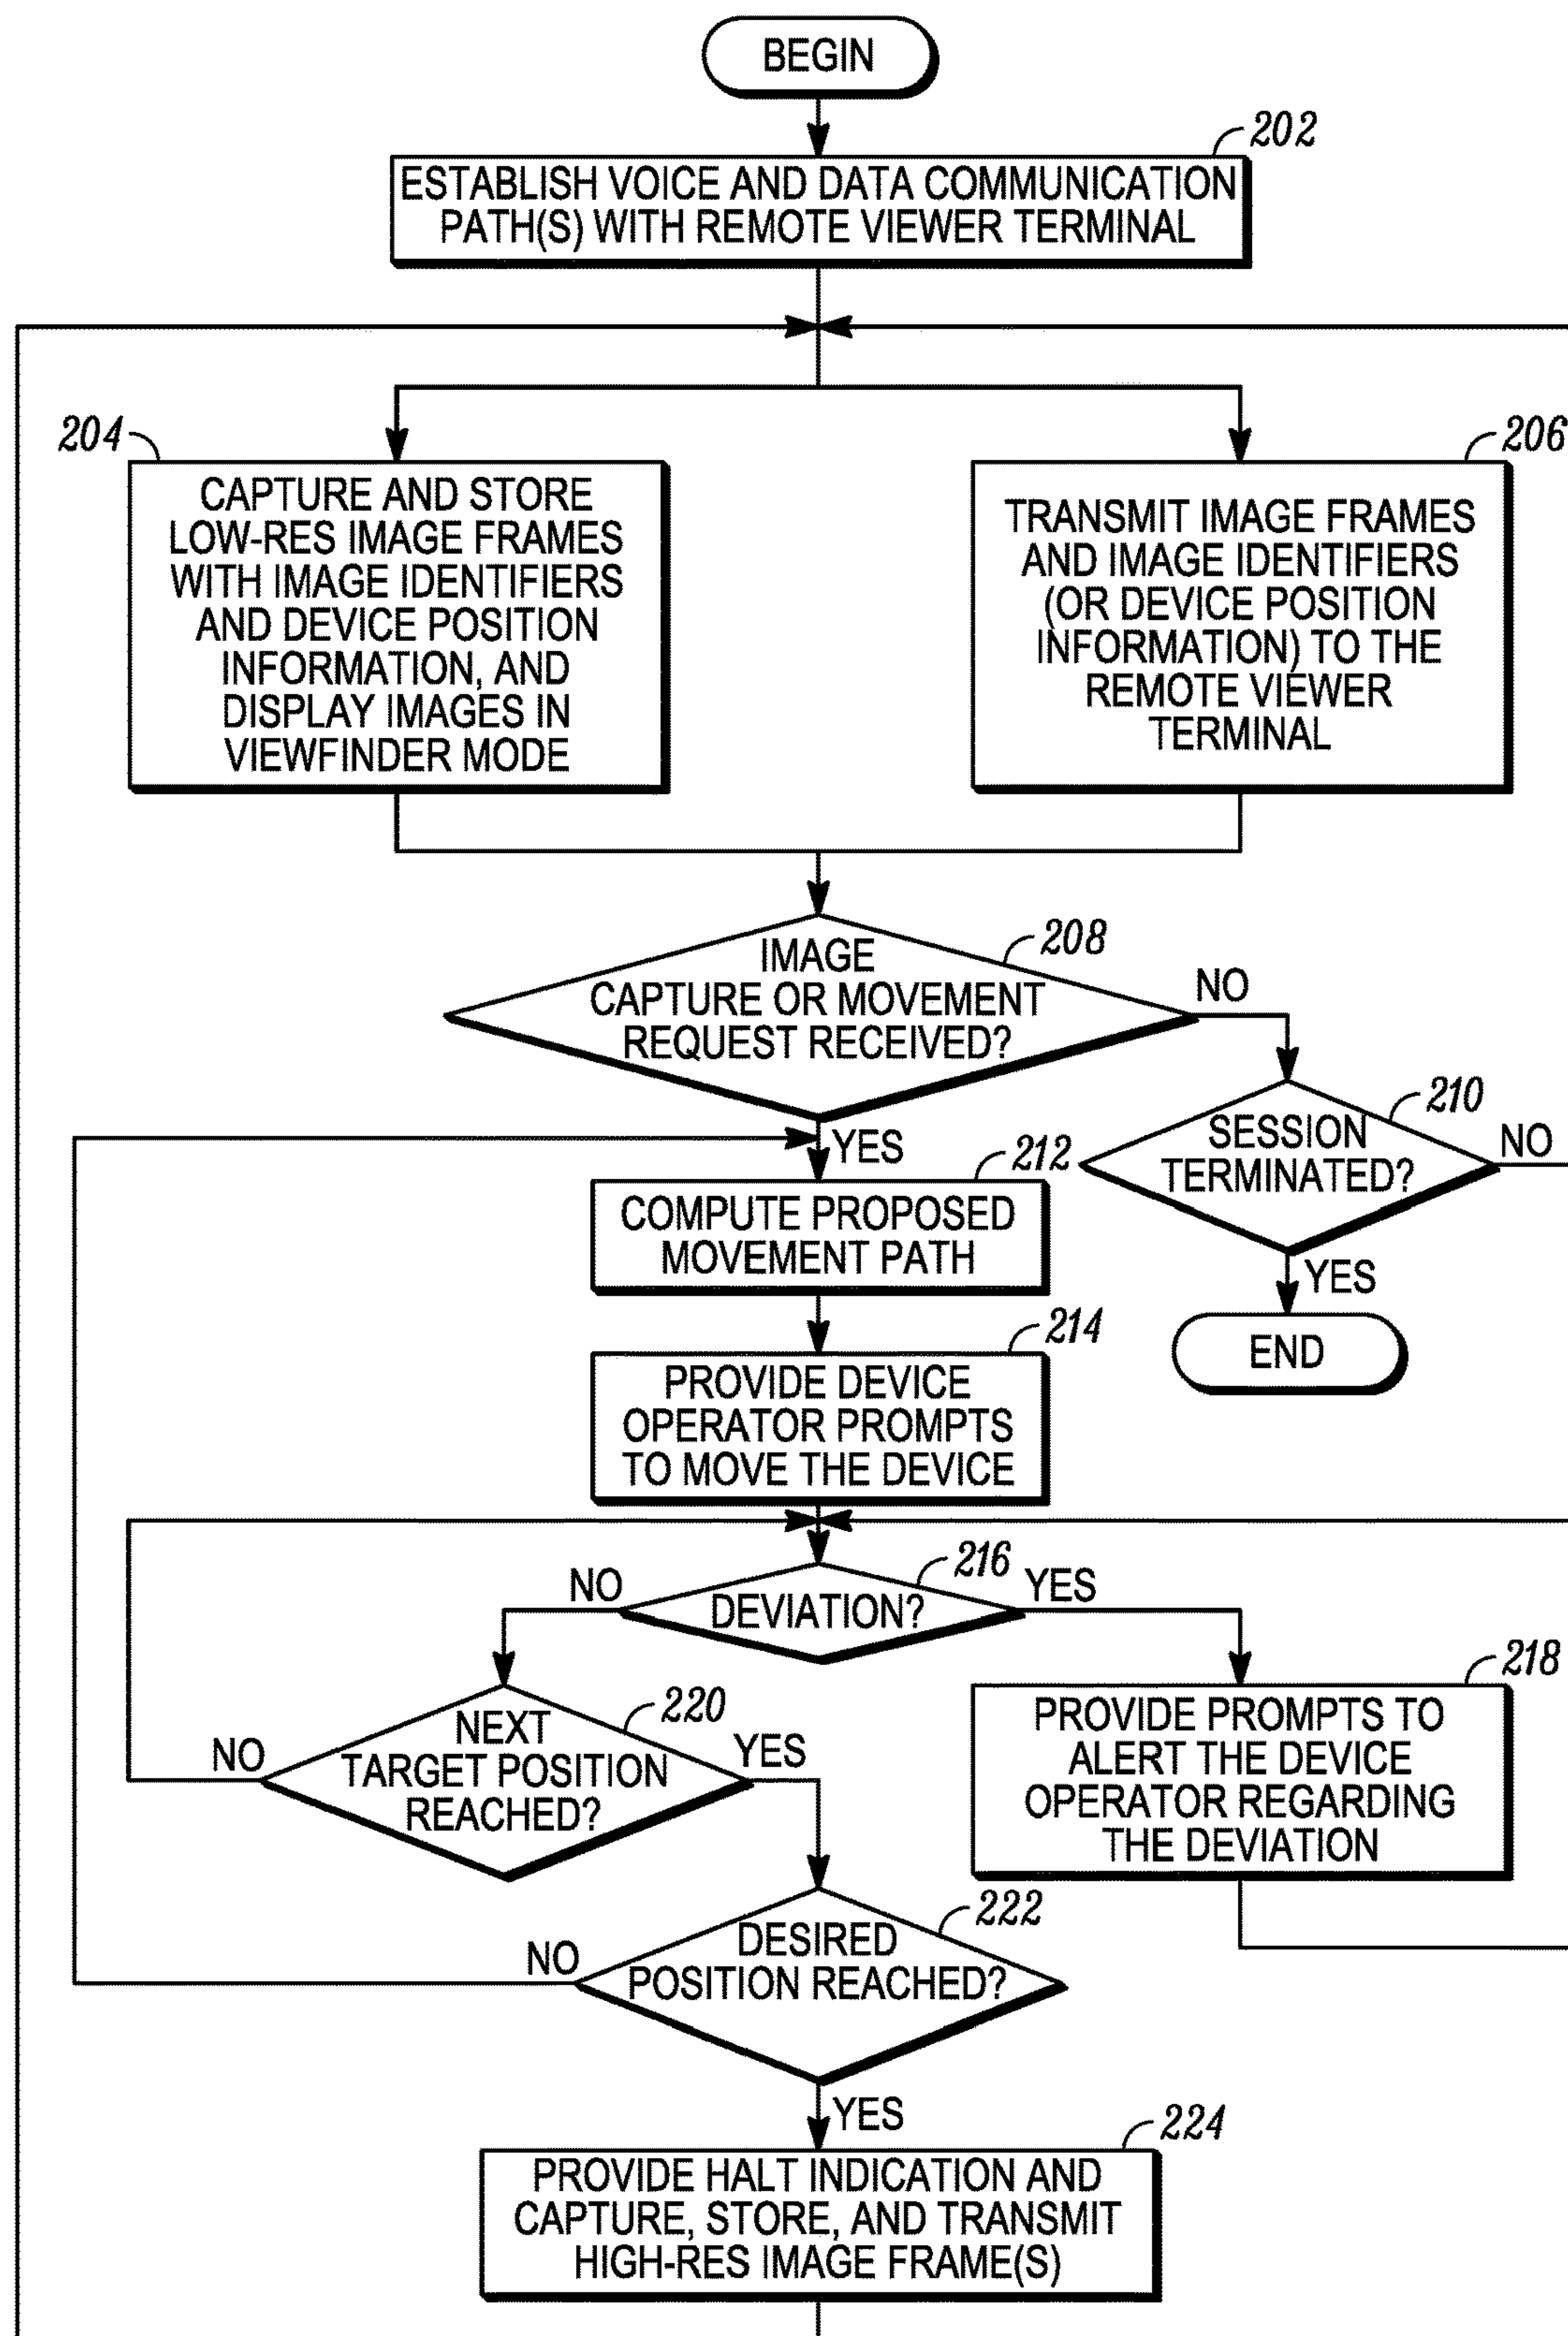 BEGIN
202
ESTABLISH VOICE AND DATA COMMUNICATION
PATH(S) WITH REMOTE VIEWER TERMINAL
204
CAPTURE AND STORE
LOW-RES IMAGE FRAMES
WITH IMAGE IDENTIFIERS
AND DEVICE POSITION
INFORMATION, AND
DISPLAY IMAGES IN
VIEWFINDER MODE
206
TRANSMIT IMAGE FRAMES
AND IMAGE IDENTIFIERS
(OR DEVICE POSITION
INFORMATION) TO THE
REMOTE VIEWER
TERMINAL
208
IMAGE
CAPTURE OR MOVEMENT
REQUEST RECEIVED?
NO
210
SESSION
TERMINATED?
NO
YES
END
YES
212
COMPUTE PROPOSED
MOVEMENT PATH
214
PROVIDE DEVICE
OPERATOR PROMPTS
TO MOVE THE DEVICE
216
DEVIATION?
NO
YES
218
PROVIDE PROMPTS TO
ALERT THE DEVICE
OPERATOR REGARDING
THE DEVIATION
220
NEXT
TARGET POSITION
REACHED?
NO
YES
222
DESIRED
POSITION REACHED?
NO
YES
224
PROVIDE HALT INDICATION AND
CAPTURE, STORE, AND TRANSMIT
HIGH-RES IMAGE FRAME(S)